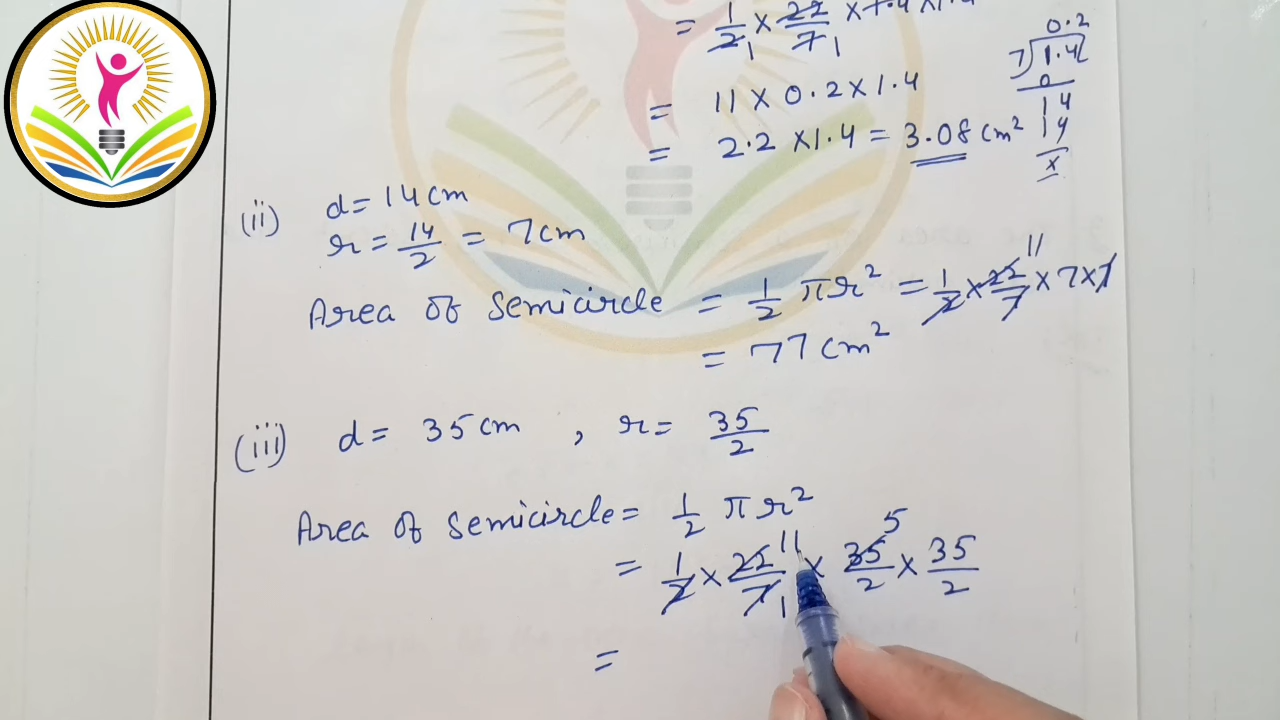 = 1/2 × 22/7 × 1.4 × 1.4
1 1
0.2
7 1.4
0
14
14
x
= 11 × 0.2 × 1.4
= 2.2 × 1.4 = 3.08 cm²
(ii) d = 14 cm
r = 14/2 = 7 cm
11
Area of Semicircle = 1/2 πr² = 1/2 × 22/7 × 7 × 7
= 77 cm²
(iii) d = 35 cm , r = 35/2
Area of Semicircle = 1/2 πr²
11 5
= 1/2 × 22/7 × 35/2 × 35/2
1
=